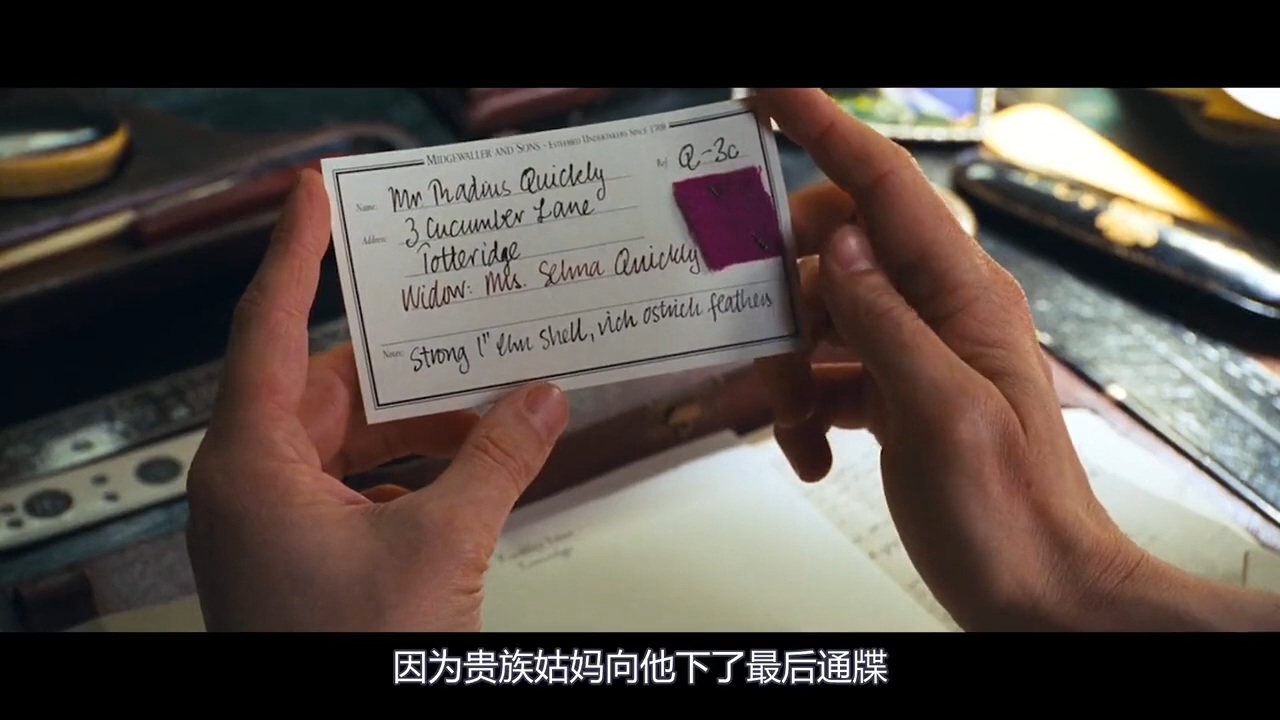 MIDGEWALLER AND SONS - ESTEEMED UNDERTAKERS SINCE 1708
Ref Q-3c
Name: Mr Pradius Quickly
Address: 3 Cucumber Lane
Totteridge
Widow: Mrs. Selma Quickly
Notes: Strong 1" elm shell, rich ostrich feathers
因为贵族姑妈向他下了最后通牒